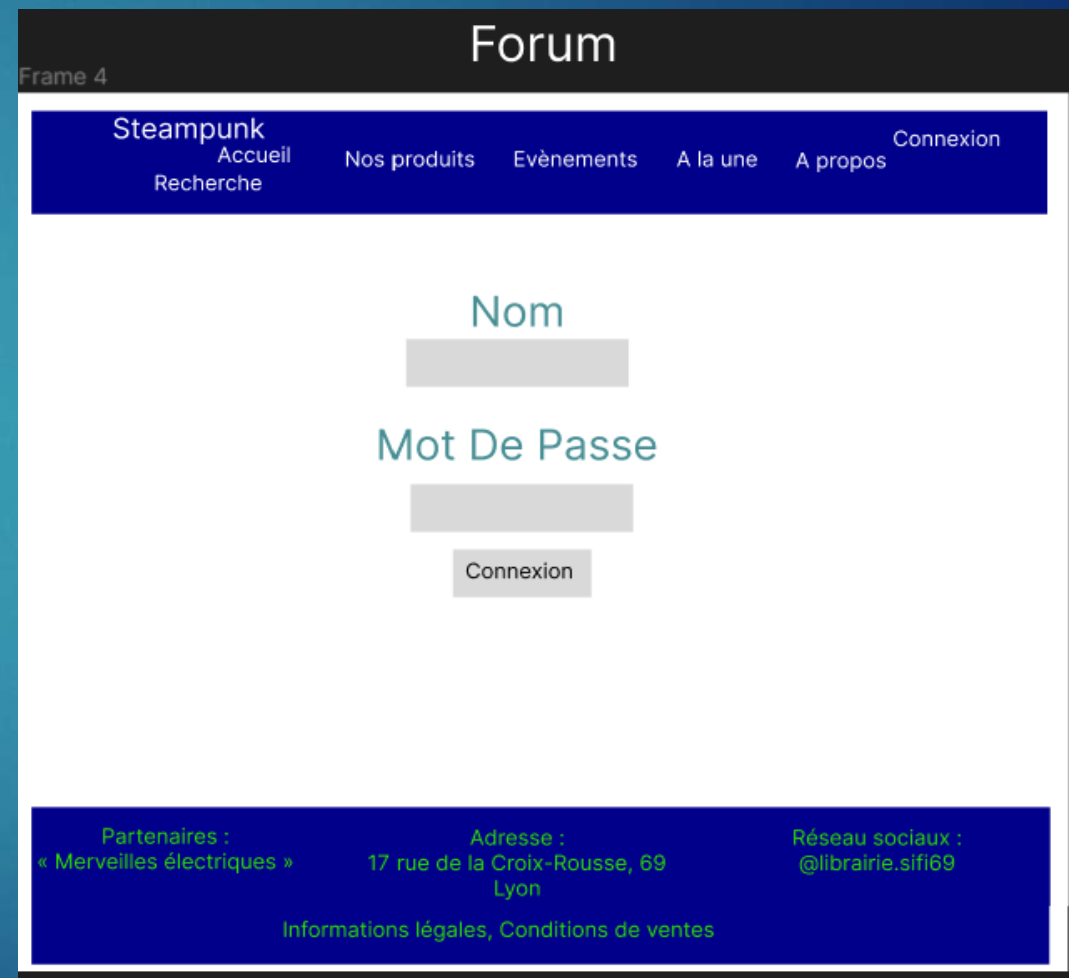 Forum
Frame 4
Steampunk
Accueil
Recherche
Nos produits
Evènements
A la une
A propos
Connexion
Nom
Mot De Passe
Connexion
Partenaires :
« Merveilles électriques »
Adresse :
17 rue de la Croix-Rousse, 69
Lyon
Réseau sociaux :
@librairie.sifi69
Informations légales, Conditions de ventes